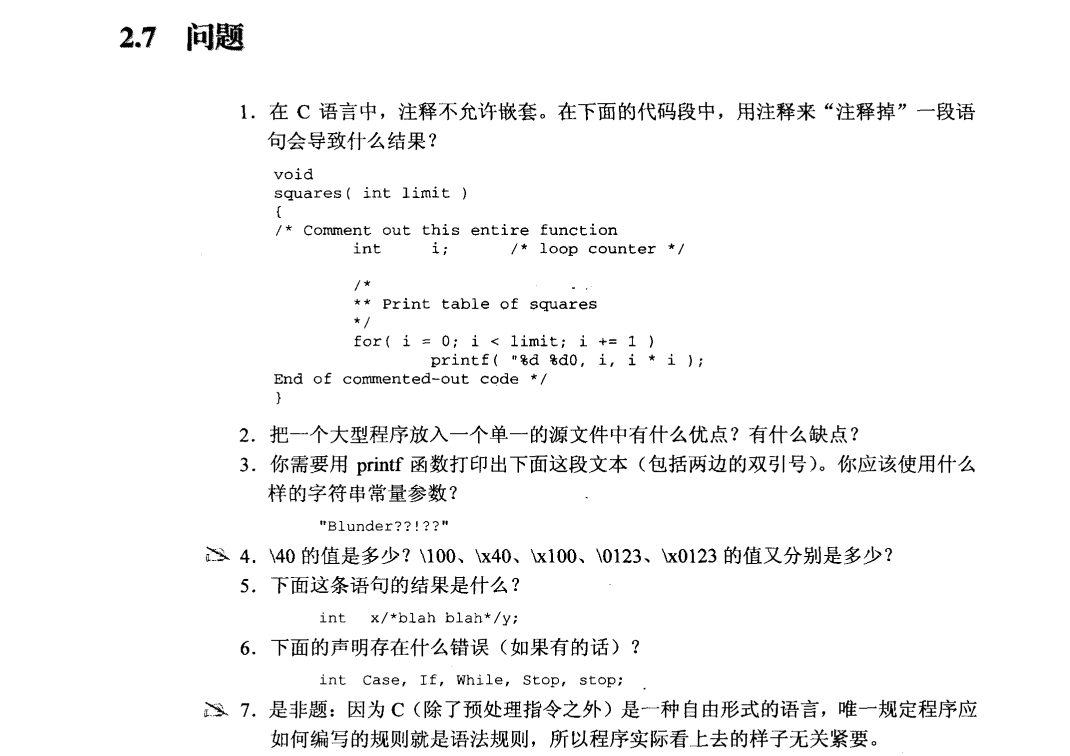 2.7 问题
1. 在 C 语言中，注释不允许嵌套。在下面的代码段中，用注释来“注释掉”一段语
句会导致什么结果？
void
squares( int limit )
{
/* Comment out this entire function
int i; /* loop counter */
/*
** Print table of squares
*/
for( i = 0; i < limit; i += 1 )
printf( "%d %d0, i, i * i );
End of commented-out code */
}
2. 把一个大型程序放入一个单一的源文件中有什么优点？有什么缺点？
3. 你需要用 printf 函数打印出下面这段文本（包括两边的双引号）。你应该使用什么
样的字符串常量参数？
"Blunder??!??"
4. \40 的值是多少？\100、\x40、\x100、\0123、\x0123 的值又分别是多少？
5. 下面这条语句的结果是什么？
int x/*blah blah*/y;
6. 下面的声明存在什么错误（如果有的话）？
int Case, If, While, Stop, stop;
7. 是非题：因为 C（除了预处理指令之外）是一种自由形式的语言，唯一规定程序应
如何编写的规则就是语法规则，所以程序实际看上去的样子无关紧要。